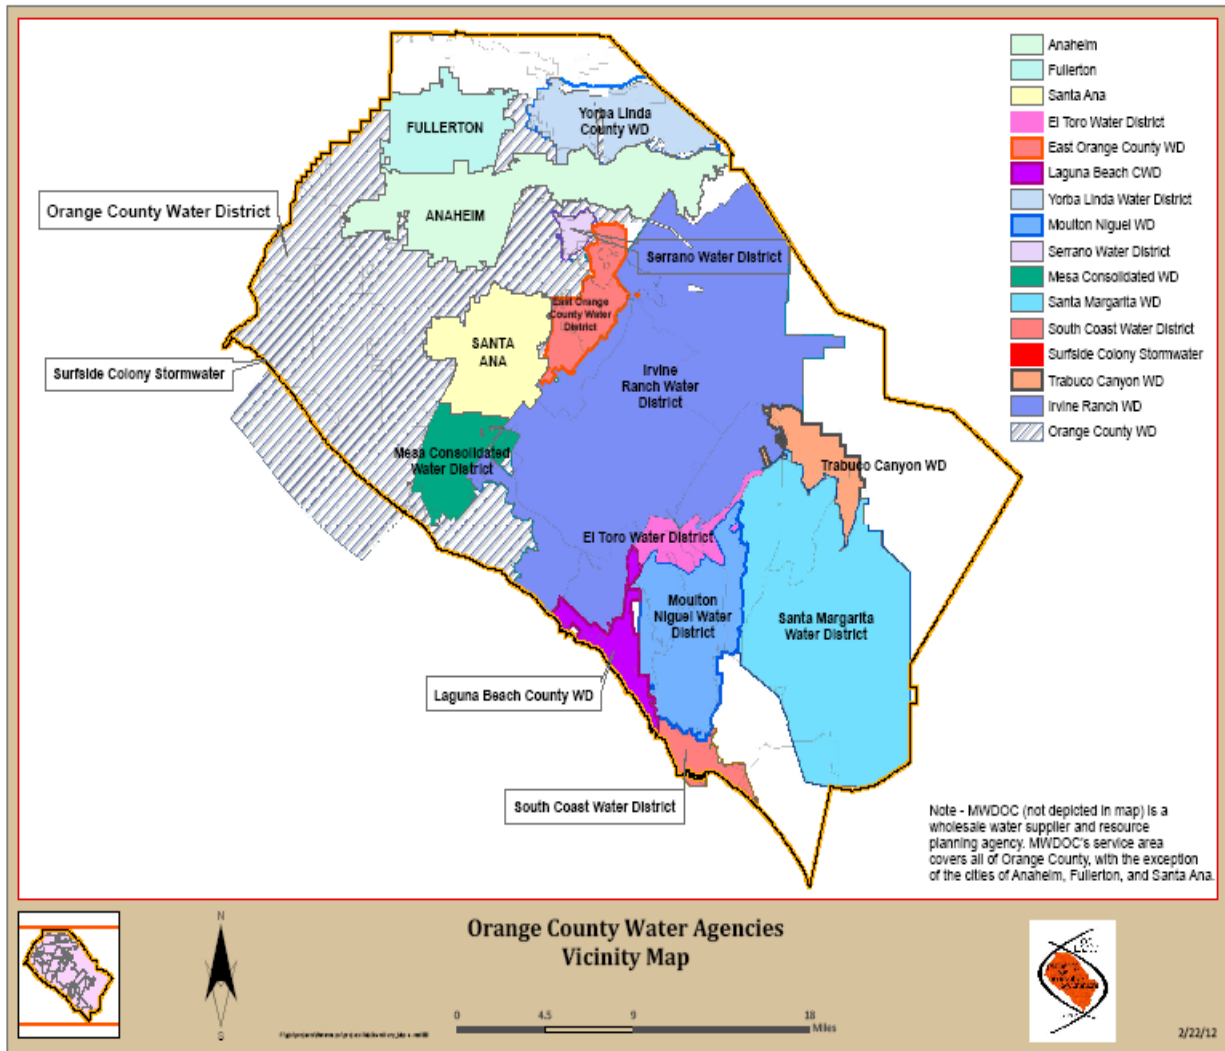 Anaheim
Fullerton
Santa Ana
El Toro Water District
East Orange County WD
Laguna Beach CWD
Yorba Linda Water District
Moulton Niguel WD
Serrano Water District
Mesa Consolidated WD
Santa Margarita WD
South Coast Water District
Surfside Colony Stormwater
Trabuco Canyon WD
Irvine Ranch WD
Orange County WD
FULLERTON
Yorba Linda
County WD
Orange County Water District
ANAHEIM
Serrano Water District
East Orange
County Water
District
SANTA
ANA
Surfside Colony Stormwater
Irvine
Ranch Water
District
Mesa Consolidated
Water District
Trabuco Canyon WD
El Toro Water District
Moulton
Niguel Water
District
Santa Margarita
Water District
Laguna Beach County WD
South Coast Water District
Note - MWDOC (not depicted in map) is a
wholesale water supplier and resource
planning agency. MWDOC's service area
covers all of Orange County, with the exception
of the cities of Anaheim, Fullerton, and Santa Ana.
N
S
Orange County Water Agencies
Vicinity Map
0 4.5 9 18
Miles
2/22/12